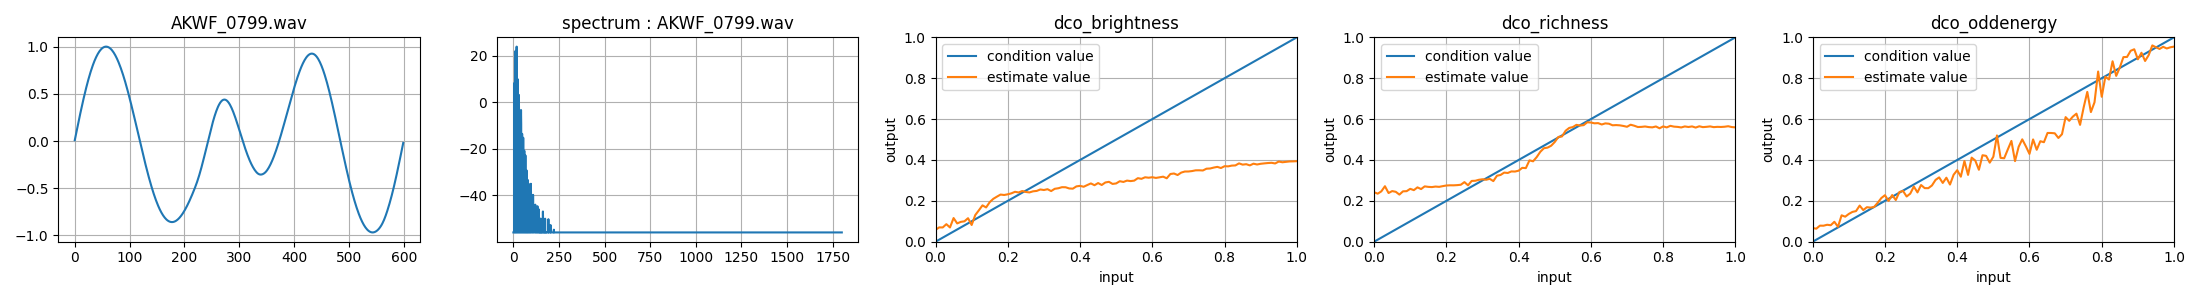 AKWF_0799.wav
1.0
0.5
0.0
−0.5
−1.0
0 100 200 300 400 500 600
spectrum : AKWF_0799.wav
20
0
−20
−40
0 250 500 750 1000 1250 1500 1750
dco_brightness
condition value
estimate value
output
1.0
0.8
0.6
0.4
0.2
0.0
0.0 0.2 0.4 0.6 0.8 1.0
input
dco_richness
condition value
estimate value
output
1.0
0.8
0.6
0.4
0.2
0.0
0.0 0.2 0.4 0.6 0.8 1.0
input
dco_oddenergy
condition value
estimate value
output
1.0
0.8
0.6
0.4
0.2
0.0
0.0 0.2 0.4 0.6 0.8 1.0
input